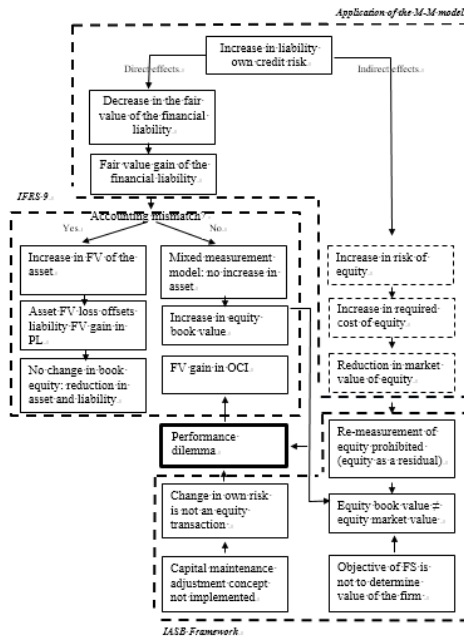 Application of the M-M model
Increase in liability
own credit risk
Direct effects
Indirect effects
Decrease in the fair
value of the financial
liability
Fair value gain of the
financial liability
IFRS 9
Accounting mismatch?
Yes
No
Increase in FV of the
asset
Mixed measurement
model: no increase in
asset
Increase in risk of
equity
Asset FV loss offsets
liability FV gain in
PL
Increase in equity
book value
Increase in required
cost of equity
No change in book
equity: reduction in
asset and liability
FV gain in OCI
Reduction in market
value of equity
Performance
dilemma
Re-measurement of
equity prohibited
(equity as a residual)
Change in own risk
is not an equity
transaction
Equity book value ≠
equity market value
Capital maintenance
adjustment concept
not implemented
Objective of FS is
not to determine
value of the firm
IASB Framework